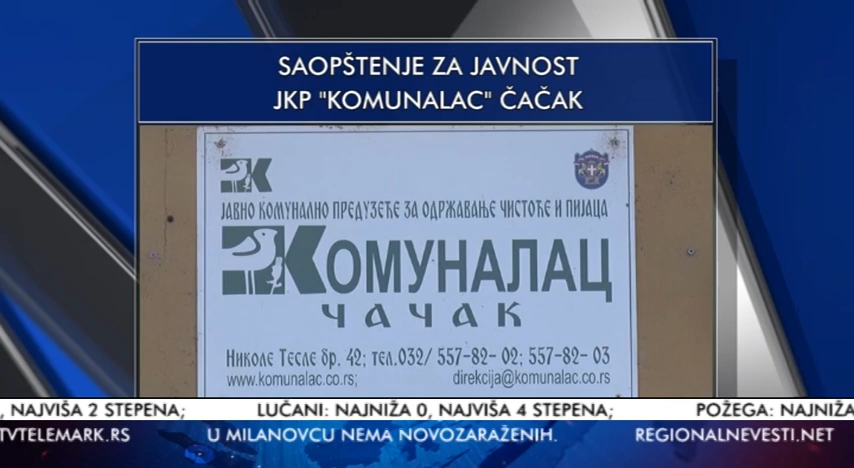 SAOPŠTENJE ZA JAVNOST
JKP "KOMUNALAC" ČAČAK
ЈАВНО КОМУНАЛНО ПРЕДУЗЕЋЕ ЗА ОДРЖАВАЊЕ ЧИСТОЋЕ И ПИЈАЦА
КОМУНАЛАЦ
ЧАЧАК
НИКОЛЕ ТЕСЛЕ бр. 42; тел.032/ 557-82- 02; 557-82- 03
www.komunalac.co.rs; direkcija@komunalac.co.rs
, NAJVIŠA 2 STEPENA; LUČANI: NAJNIŽA 0, NAJVIŠA 4 STEPENA; POŽEGA: NAJNIŽA
TVTELEMARK.RS U MILANOVCU NEMA NOVOZARAŽENIH. REGIONALNEVESTI.NET